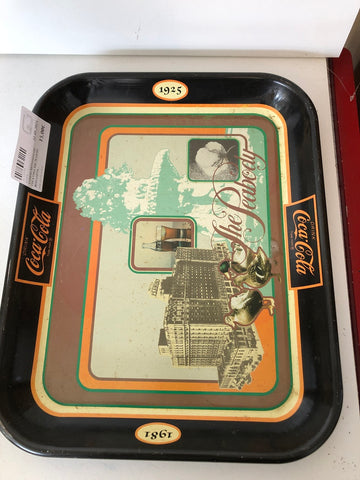 1925
DRINK
Coca-Cola
The Peabody
DRINK
Coca-Cola
1981